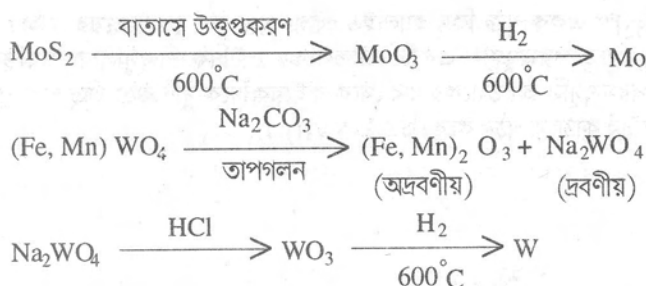 MoS₂ —বাতাসে উত্তপ্তকরণ / 600°C→ MoO₃ —H₂ / 600°C→ Mo
(Fe, Mn) WO₄ —Na₂CO₃ / তাপগলন→ (Fe, Mn)₂ O₃ + Na₂WO₄
(অদ্রবণীয়) (দ্রবণীয়)
Na₂WO₄ —HCl→ WO₃ —H₂ / 600°C→ W